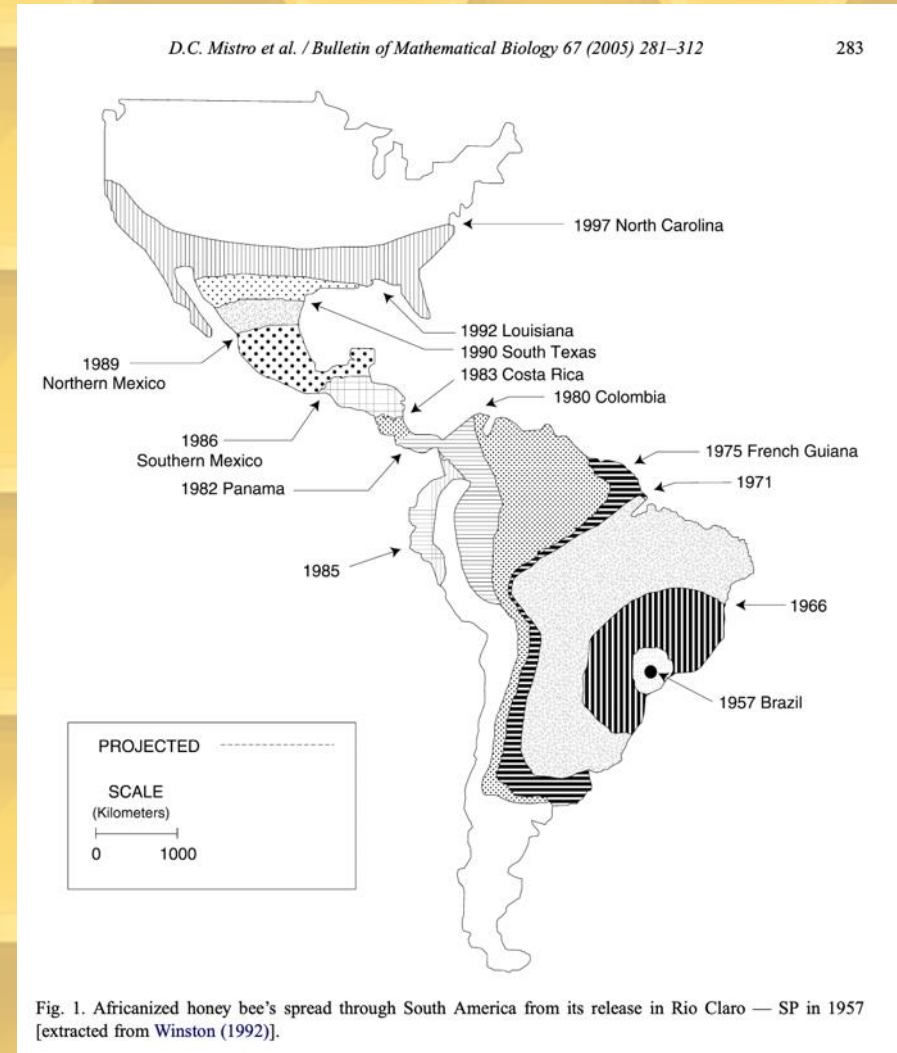 D.C. Mistro et al. / Bulletin of Mathematical Biology 67 (2005) 281–312
283
1997 North Carolina
1992 Louisiana
1990 South Texas
1989
Northern Mexico
1983 Costa Rica
1980 Colombia
1986
Southern Mexico
1975 French Guiana
1982 Panama
1971
1985
1966
1957 Brazil
PROJECTED
SCALE
(Kilometers)
0 1000
Fig. 1. Africanized honey bee's spread through South America from its release in Rio Claro — SP in 1957
[extracted from Winston (1992)].